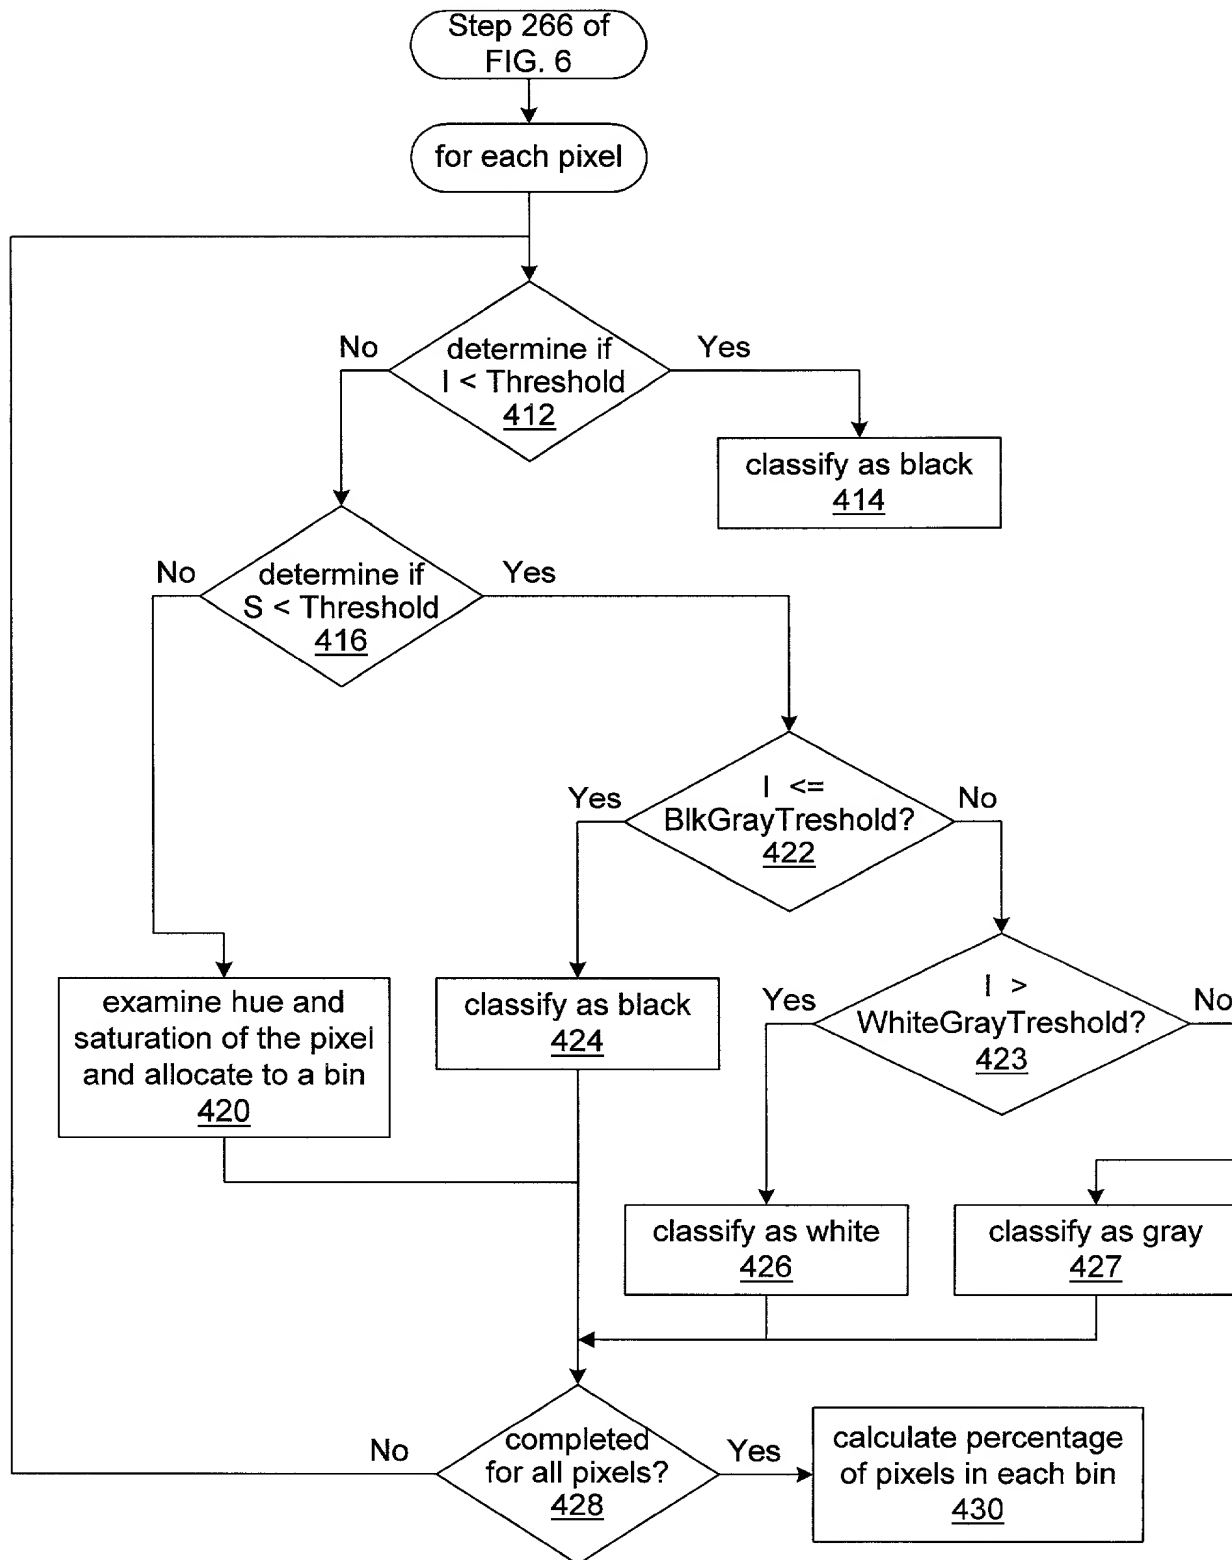 Step 266 of
FIG. 6
for each pixel
No
determine if
I < Threshold
412
Yes
classify as black
414
No
determine if
S < Threshold
416
Yes
Yes
I <=
BlkGrayTreshold?
422
No
examine hue and
saturation of the pixel
and allocate to a bin
420
classify as black
424
Yes
I >
WhiteGrayTreshold?
423
No
classify as white
426
classify as gray
427
No
completed
for all pixels?
428
Yes
calculate percentage
of pixels in each bin
430